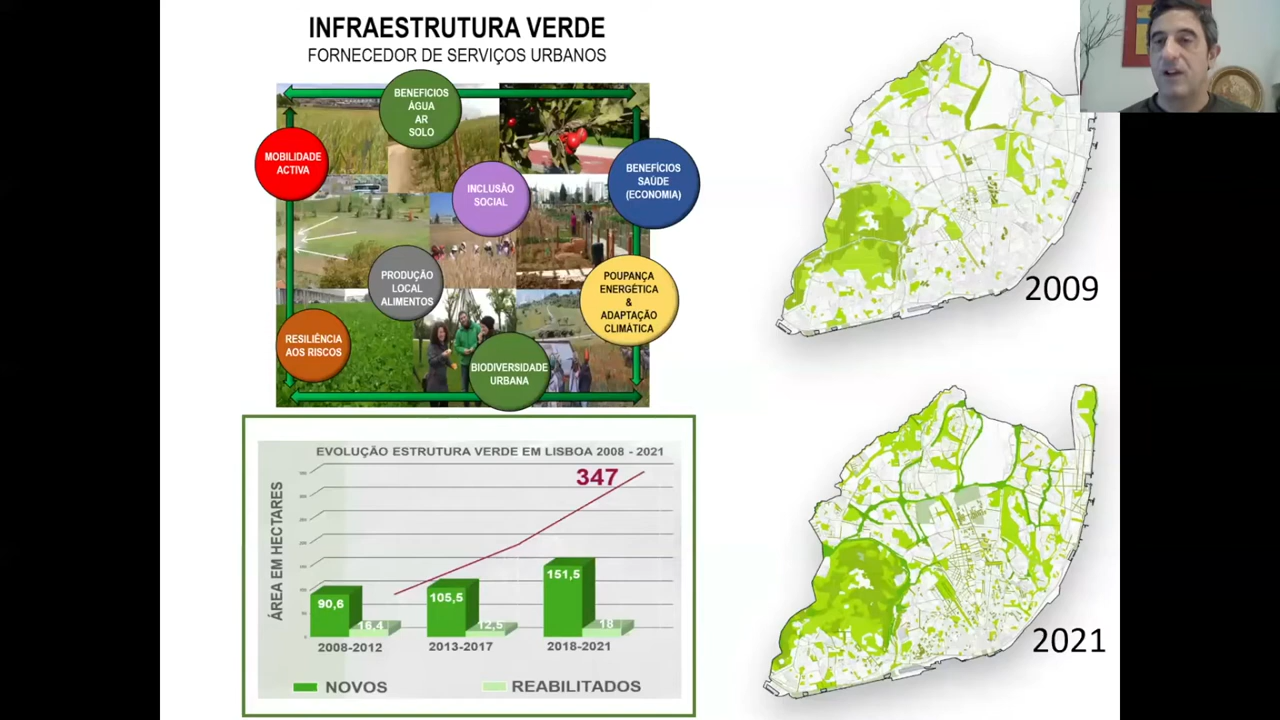 INFRAESTRUTURA VERDE
FORNECEDOR DE SERVIÇOS URBANOS
BENEFICIOS
ÁGUA
AR
SOLO
MOBILIDADE
ACTIVA
BENEFÍCIOS
SAÚDE
(ECONOMIA)
INCLUSÃO
SOCIAL
PRODUÇÃO
LOCAL
ALIMENTOS
POUPANÇA
ENERGÉTICA
&
ADAPTAÇÃO
CLIMÁTICA
RESILIÊNCIA
AOS RISCOS
BIODIVERSIDADE
URBANA
2009
EVOLUÇÃO ESTRUTURA VERDE EM LISBOA 2008 - 2021
ÁREA EM HECTARES
347
90,6
16,4
105,5
12,5
151,5
18
2008-2012
2013-2017
2018-2021
NOVOS
REABILITADOS
2021